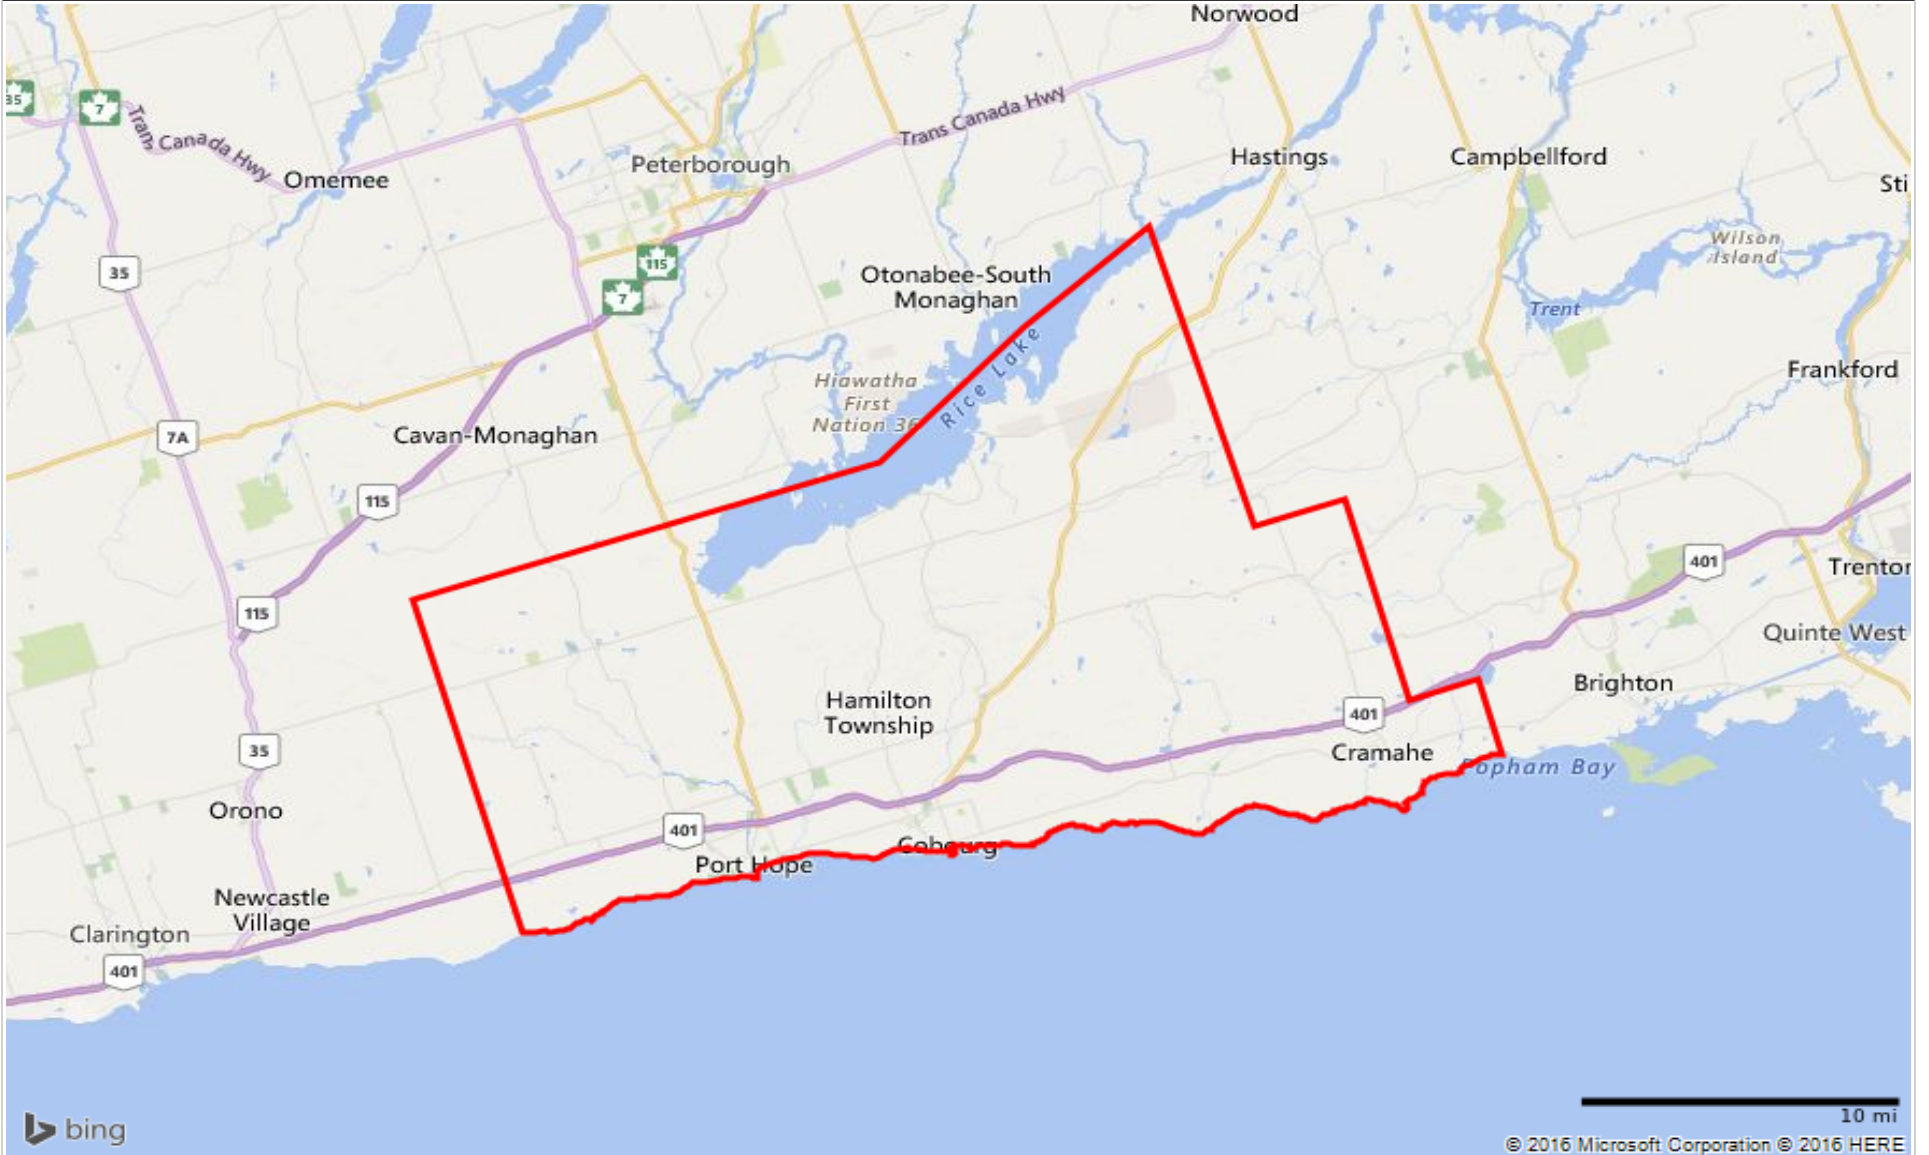 Norwood
35
7
Trans Canada Hwy
Trans Canada Hwy
Peterborough
Hastings
Campbellford
Omemee
Sti
35
115
7
Otonabee-South
Monaghan
Wilson
Island
Trent
Rice Lake
Hiawatha
First
Nation 36
Frankford
7A
Cavan-Monaghan
115
401
Trenton
115
Quinte West
Brighton
Hamilton
Township
401
Cramahe
Popham Bay
35
Orono
401
Cobourg
Port Hope
Newcastle
Village
Clarington
401
bing
10 mi
© 2016 Microsoft Corporation © 2016 HERE